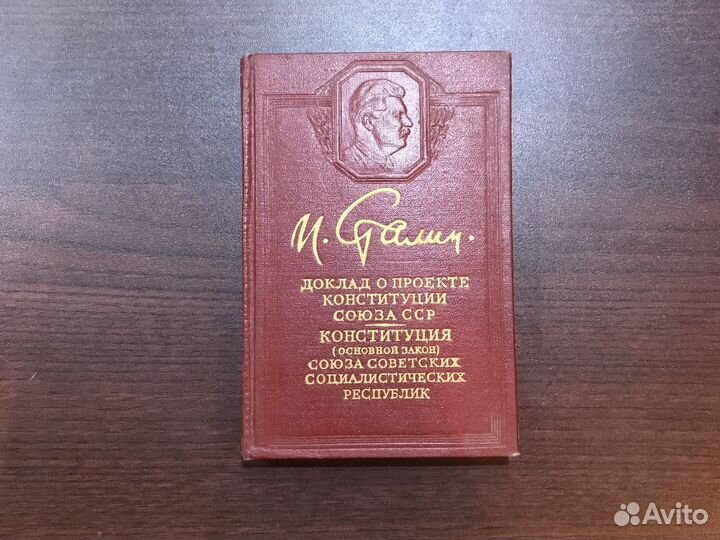 И. Сталин.
ДОКЛАД О ПРОЕКТЕ
КОНСТИТУЦИИ
СОЮЗА ССР
КОНСТИТУЦИЯ
(ОСНОВНОЙ ЗАКОН)
СОЮЗА СОВЕТСКИХ
СОЦИАЛИСТИЧЕСКИХ
РЕСПУБЛИК
Avito